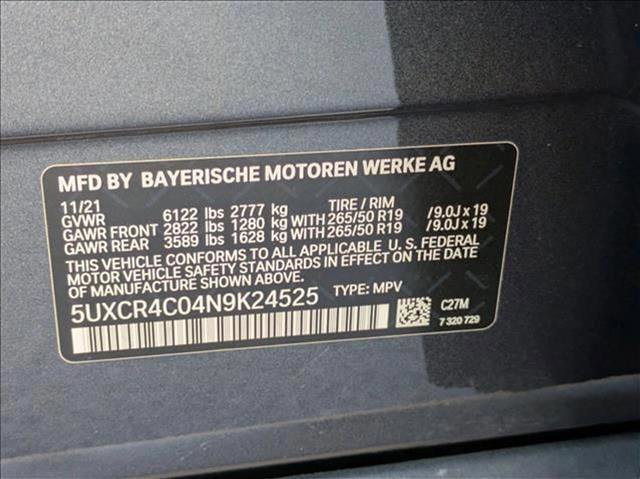 MFD BY BAYERISCHE MOTOREN WERKE AG
11/21 TIRE / RIM
GVWR 6122 lbs 2777 kg
GAWR FRONT 2822 lbs 1280 kg WITH 265/50 R19 /9.0J x 19
GAWR REAR 3589 lbs 1628 kg WITH 265/50 R19 /9.0J x 19
THIS VEHICLE CONFORMS TO ALL APPLICABLE U. S. FEDERAL
MOTOR VEHICLE SAFETY STANDARDS IN EFFECT ON THE DATE
OF MANUFACTURE SHOWN ABOVE.
5UXCR4C04N9K24525 TYPE: MPV
C27M
7 320 729